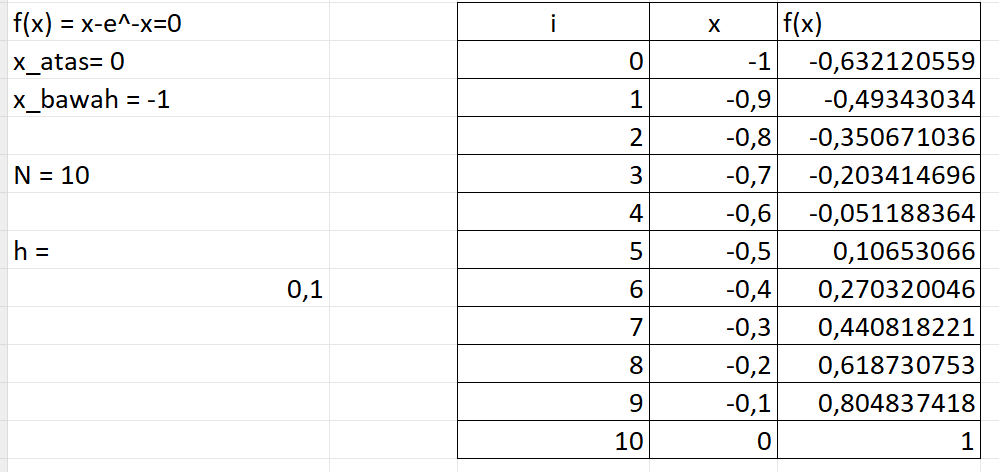 f(x) = x-e^-x=0 i x f(x)
x_atas= 0 0 -1 -0,632120559
x_bawah = -1 1 -0,9 -0,49343034
2 -0,8 -0,350671036
N = 10 3 -0,7 -0,203414696
4 -0,6 -0,051188364
h = 5 -0,5 0,10653066
0,1 6 -0,4 0,270320046
7 -0,3 0,440818221
8 -0,2 0,618730753
9 -0,1 0,804837418
10 0 1